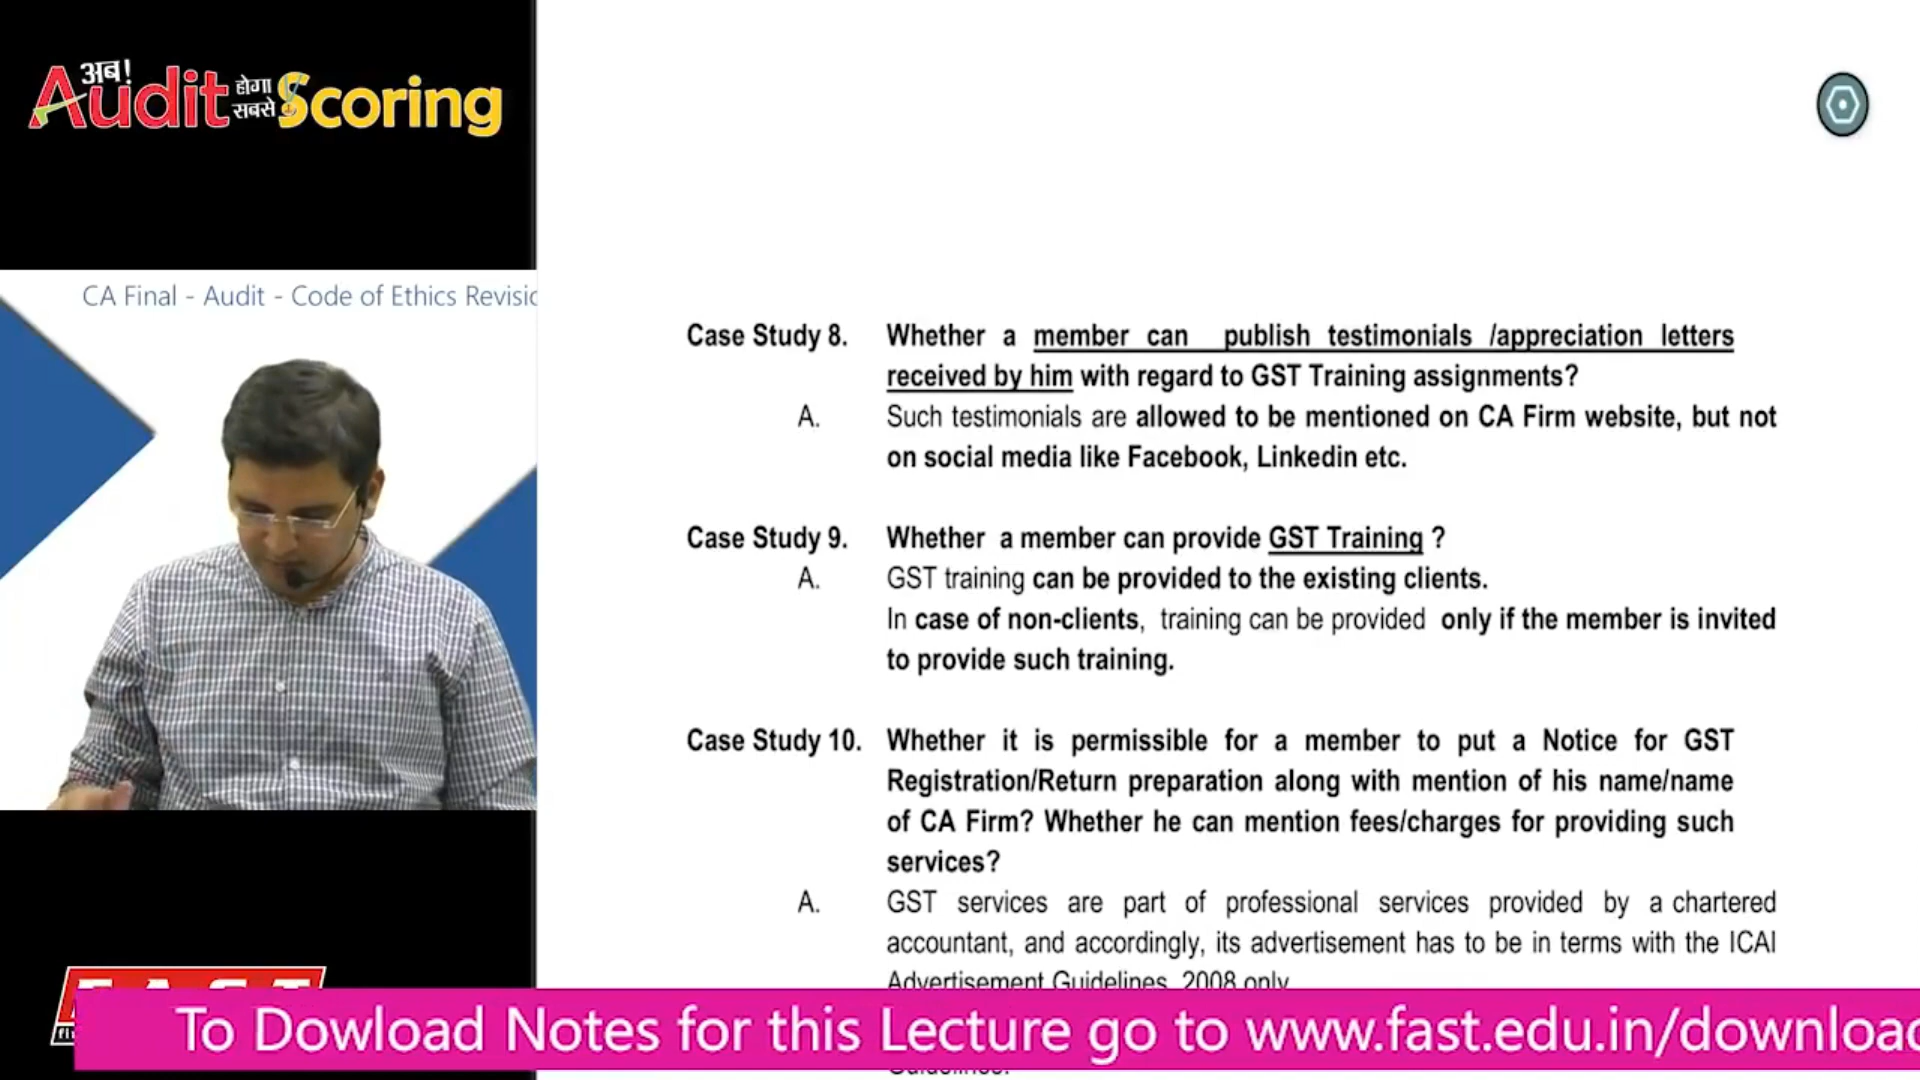 अब!
Audit होगा सबसे Scoring
CA Final - Audit - Code of Ethics Revisio
Case Study 8. Whether a member can publish testimonials /appreciation letters
received by him with regard to GST Training assignments?
A. Such testimonials are allowed to be mentioned on CA Firm website, but not
on social media like Facebook, Linkedin etc.
Case Study 9. Whether a member can provide GST Training ?
A. GST training can be provided to the existing clients.
In case of non-clients, training can be provided only if the member is invited
to provide such training.
Case Study 10. Whether it is permissible for a member to put a Notice for GST
Registration/Return preparation along with mention of his name/name
of CA Firm? Whether he can mention fees/charges for providing such
services?
A. GST services are part of professional services provided by a chartered
accountant, and accordingly, its advertisement has to be in terms with the ICAI
Advertisement Guidelines, 2008 only
To Dowload Notes for this Lecture go to www.fast.edu.in/download